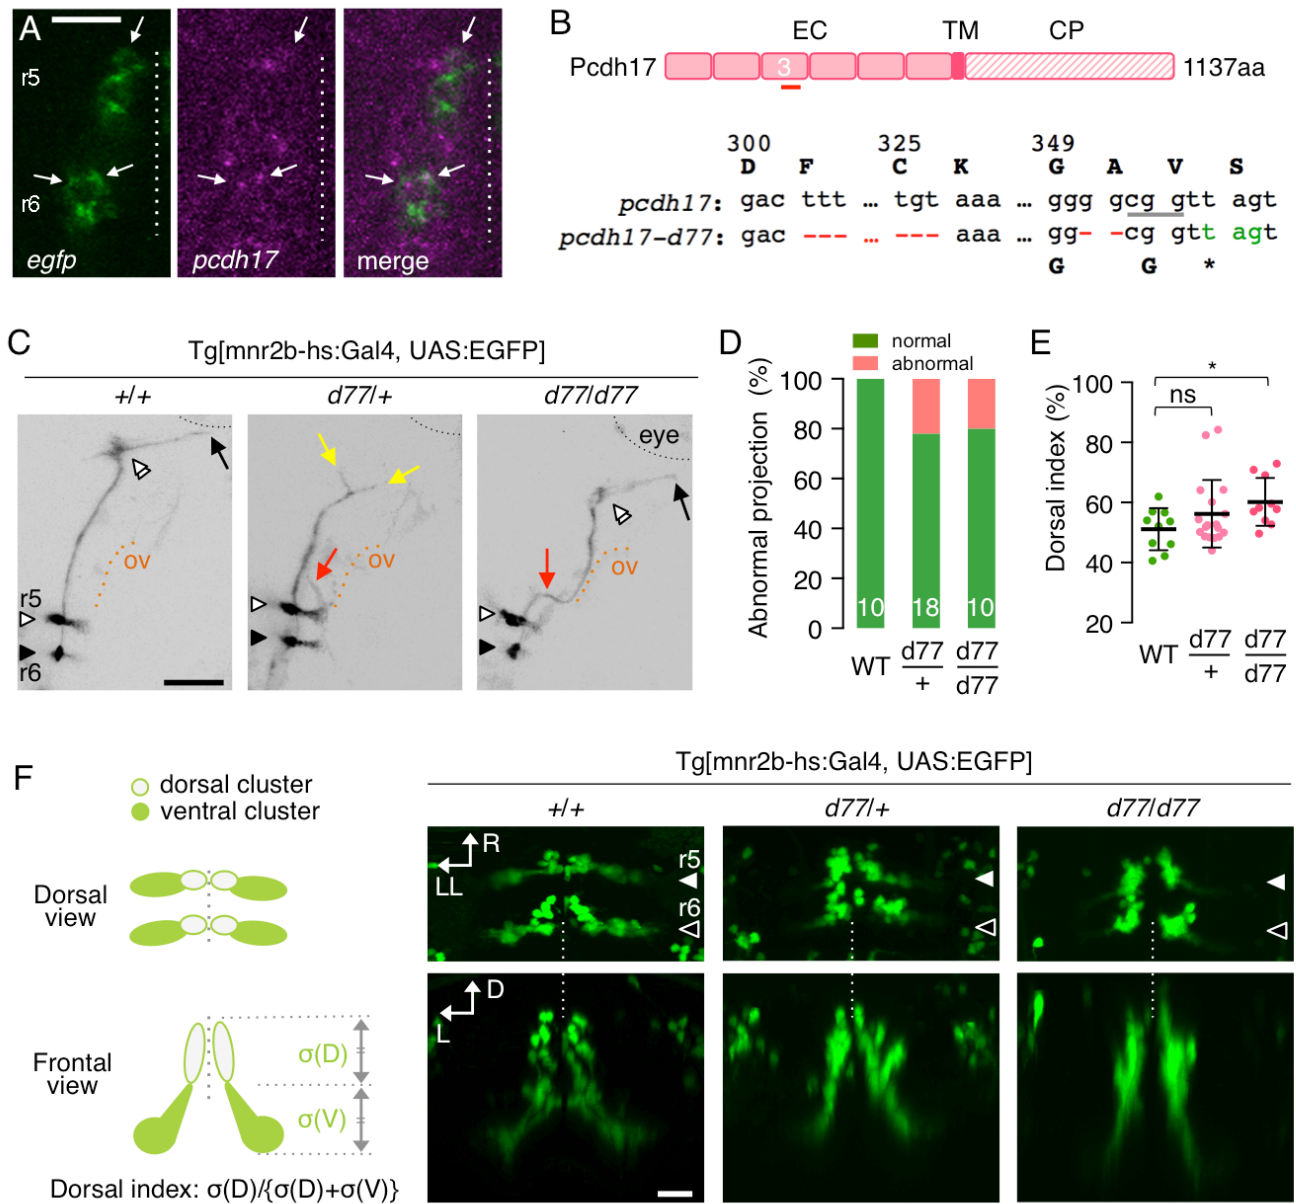 A
r5
r6
egfp
pcdh17
merge
B
EC TM CP
Pcdh17 3 1137aa
300 325 349
D F C K G A V S
pcdh17: gac ttt … tgt aaa … ggg gcg gtt agt
pcdh17-d77: gac --- … --- aaa … gg- -cg gtt agt
G G *
C
Tg[mnr2b-hs:Gal4, UAS:EGFP]
+/+ d77/+ d77/d77
eye
ov ov ov
r5
r6
D
normal
abnormal
Abnormal projection (%)
100
80
60
40
20
0
10 18 10
WT d77 d77
+ d77
E
*
ns
Dorsal index (%)
100
80
60
40
20
WT d77 d77
+ d77
F
dorsal cluster
ventral cluster
Dorsal
view
Frontal
view
σ(D)
σ(V)
Dorsal index: σ(D)/{σ(D)+σ(V)}
Tg[mnr2b-hs:Gal4, UAS:EGFP]
+/+ d77/+ d77/d77
R
LL
r5
r6
D
L